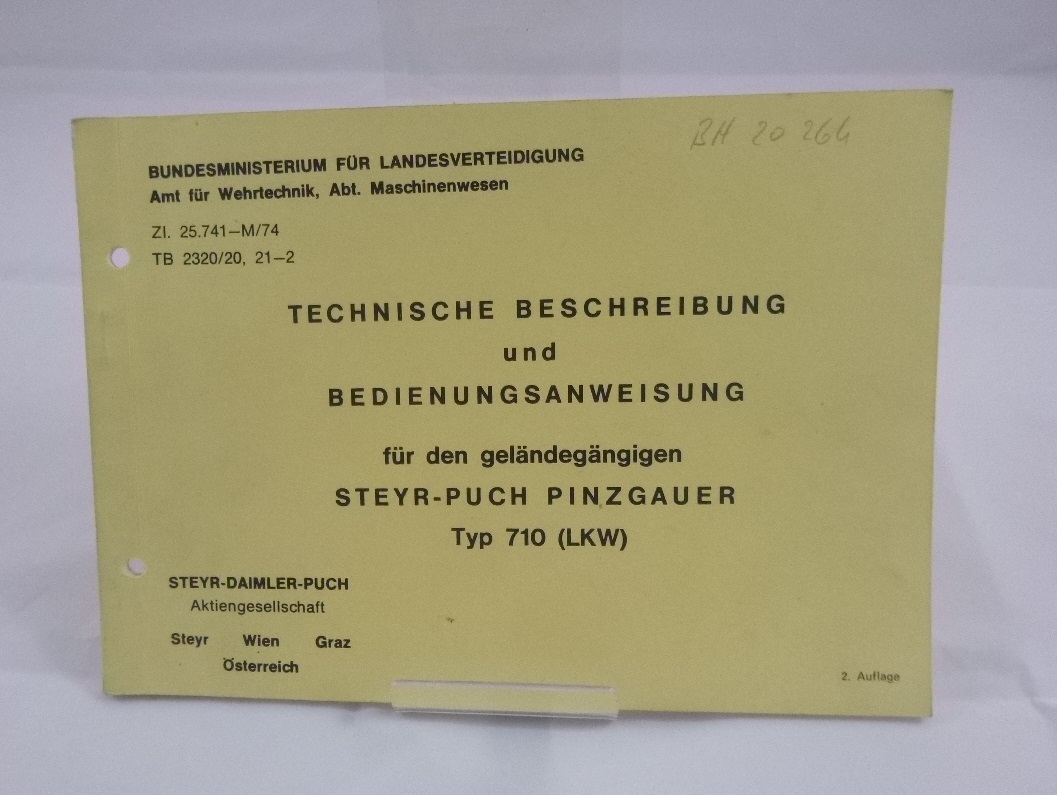 BH 20 264
BUNDESMINISTERIUM FÜR LANDESVERTEIDIGUNG
Amt für Wehrtechnik, Abt. Maschinenwesen
Zl. 25.741—M/74
TB 2320/20, 21—2
TECHNISCHE BESCHREIBUNG
und
BEDIENUNGSANWEISUNG
für den geländegängigen
STEYR-PUCH PINZGAUER
Typ 710 (LKW)
STEYR-DAIMLER-PUCH
Aktiengesellschaft
Steyr Wien Graz
Österreich
2. Auflage